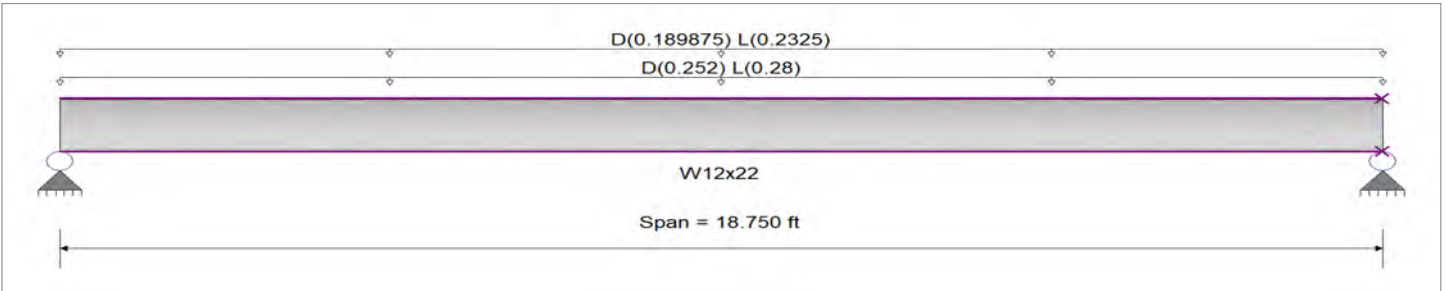 D(0.189875) L(0.2325)
D(0.252) L(0.28)
W12x22
Span = 18.750 ft